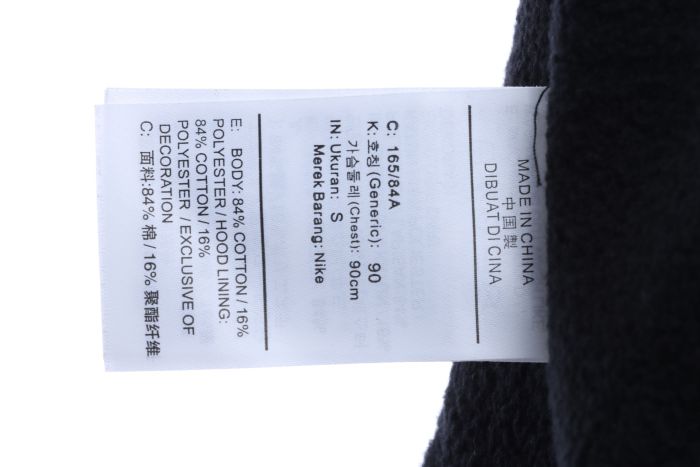 MADE IN CHINA
中国製
DIBUAT DI CINA
C: 165/84A
K: 호칭 (Generic): 90
가슴둘레 (Chest): 90cm
IN: Ukuran: S
Merek Barang: Nike
E: BODY: 84% COTTON / 16%
POLYESTER / HOOD LINING:
84% COTTON / 16%
POLYESTER / EXCLUSIVE OF
DECORATION
C: 面料:84% 棉 / 16% 聚酯纤维